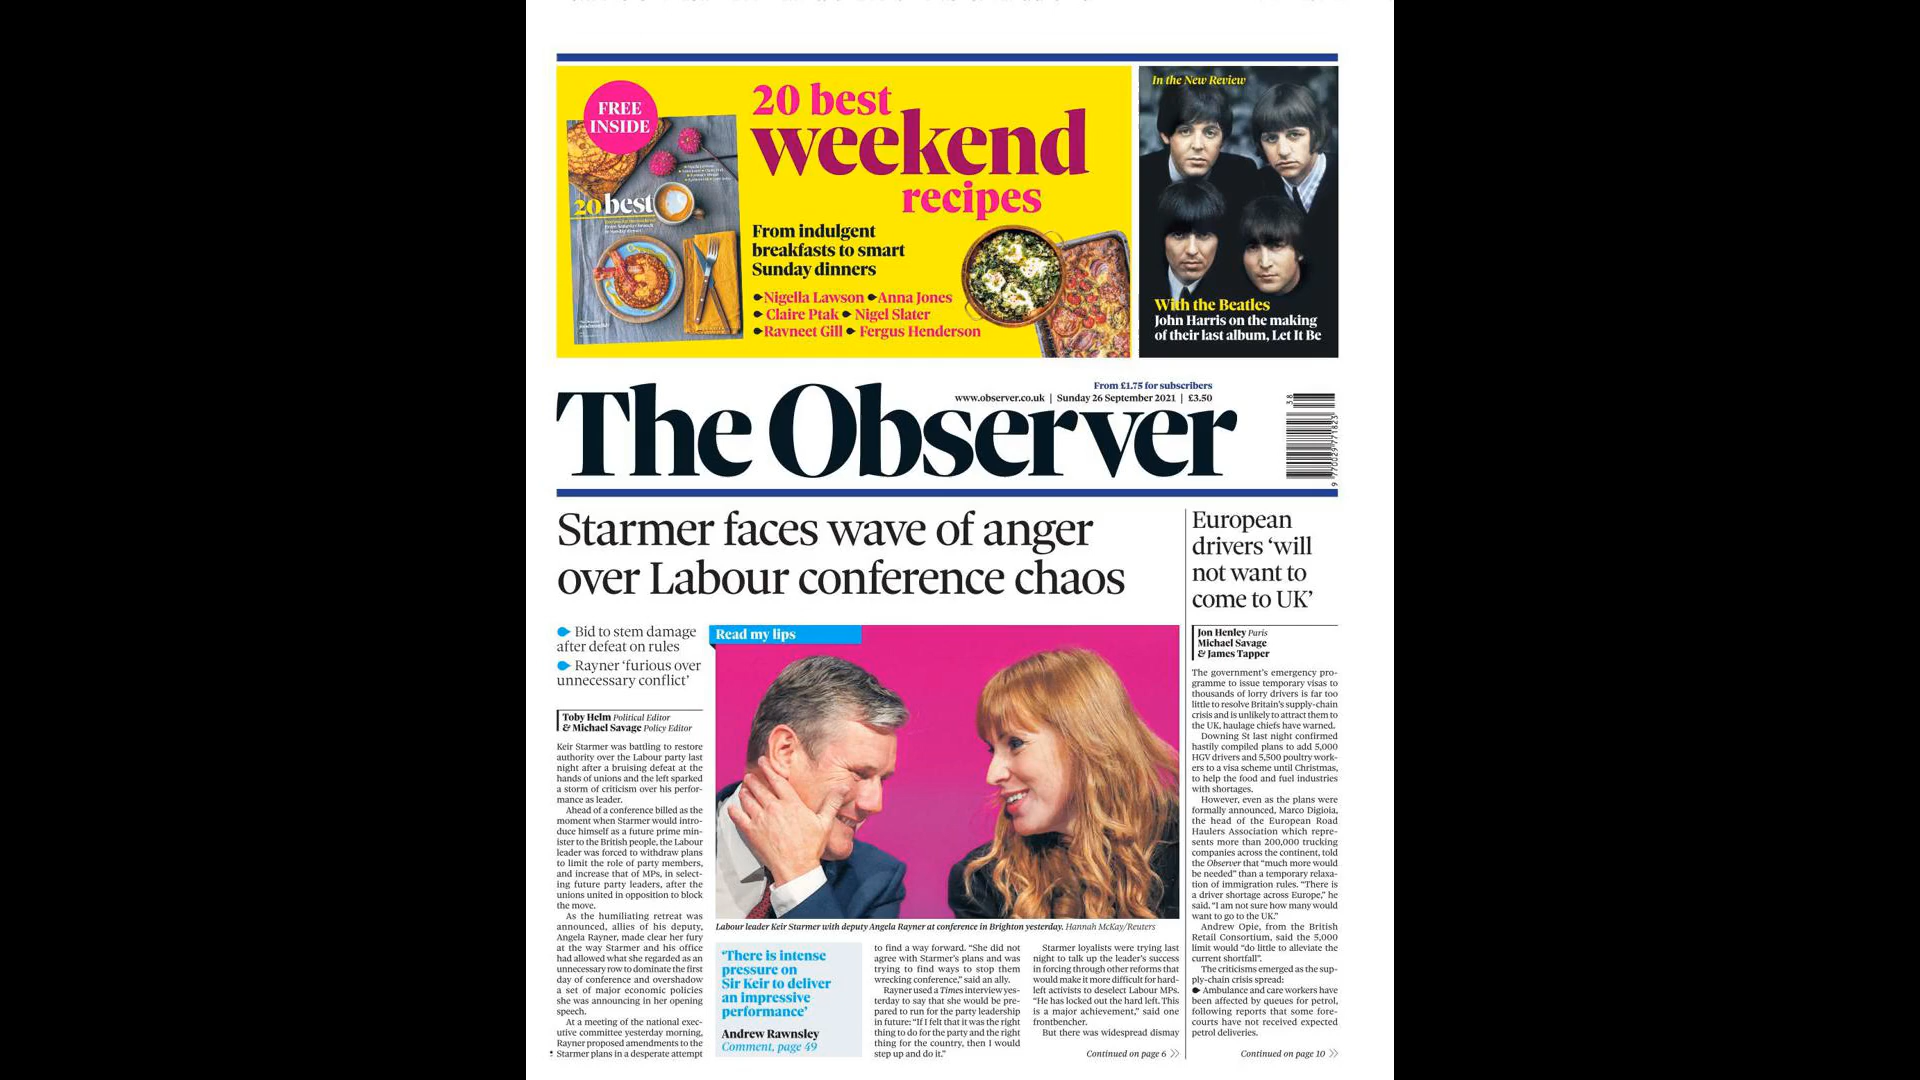 FREE
INSIDE
20 best
20 best
weekend
recipes
From indulgent
breakfasts to smart
Sunday dinners
Nigella Lawson Anna Jones
Claire Ptak Nigel Slater
Ravneet Gill Fergus Henderson
In the New Review
With the Beatles
John Harris on the making
of their last album, Let It Be
From £1.75 for subscribers
www.observer.co.uk | Sunday 26 September 2021 | £3.50
The Observer
38
9 770029 771823
Starmer faces wave of anger
over Labour conference chaos
Bid to stem damage
after defeat on rules
Rayner ‘furious over
unnecessary conflict’
Toby Helm Political Editor
& Michael Savage Policy Editor
Keir Starmer was battling to restore
authority over the Labour party last
night after a bruising defeat at the
hands of unions and the left sparked
a storm of criticism over his perfor-
mance as leader.
Ahead of a conference billed as the
moment when Starmer would intro-
duce himself as a future prime min-
ister to the British people, the Labour
leader was forced to withdraw plans
to limit the role of party members,
and increase that of MPs, in select-
ing future party leaders, after the
unions united in opposition to block
the move.
As the humiliating retreat was
announced, allies of his deputy,
Angela Rayner, made clear her fury
at the way Starmer and his office
had allowed what she regarded as an
unnecessary row to dominate the first
day of conference and overshadow
a set of major economic policies
she was announcing in her opening
speech.
At a meeting of the national exec-
utive committee yesterday morning,
Rayner proposed amendments to the
Starmer plans in a desperate attempt
Read my lips
Labour leader Keir Starmer with deputy Angela Rayner at conference in Brighton yesterday. Hannah McKay/Reuters
‘There is intense
pressure on
Sir Keir to deliver
an impressive
performance’
Andrew Rawnsley
Comment, page 49
to find a way forward. “She did not
agree with Starmer’s plans and was
trying to find ways to stop them
wrecking conference,” said an ally.
Rayner used a Times interview yes-
terday to say that she would be pre-
pared to run for the party leadership
in future: “If I felt that it was the right
thing to do for the party and the right
thing for the country, then I would
step up and do it.”
Starmer loyalists were trying last
night to talk up the leader’s success
in forcing through other reforms that
would make it more difficult for hard-
left activists to deselect Labour MPs.
“He has locked out the hard left. This
is a major achievement,” said one
frontbencher.
But there was widespread dismay
Continued on page 6
European
drivers ‘will
not want to
come to UK’
Jon Henley Paris
Michael Savage
& James Tapper
The government’s emergency pro-
gramme to issue temporary visas to
thousands of lorry drivers is far too
little to resolve Britain’s supply-chain
crisis and is unlikely to attract them to
the UK, haulage chiefs have warned.
Downing St last night confirmed
hastily compiled plans to add 5,000
HGV drivers and 5,500 poultry work-
ers to a visa scheme until Christmas,
to help the food and fuel industries
with shortages.
However, even as the plans were
formally announced, Marco Digioia,
the head of the European Road
Haulers Association which repre-
sents more than 200,000 trucking
companies across the continent, told
the Observer that “much more would
be needed” than a temporary relaxa-
tion of immigration rules. “There is
a driver shortage across Europe,” he
said. “I am not sure how many would
want to go to the UK.”
Andrew Opie, from the British
Retail Consortium, said the 5,000
limit would “do little to alleviate the
current shortfall”.
The criticisms emerged as the sup-
ply-chain crisis spread:
Ambulance and care workers have
been affected by queues for petrol,
following reports that some fore-
courts have not received expected
petrol deliveries.
Continued on page 10